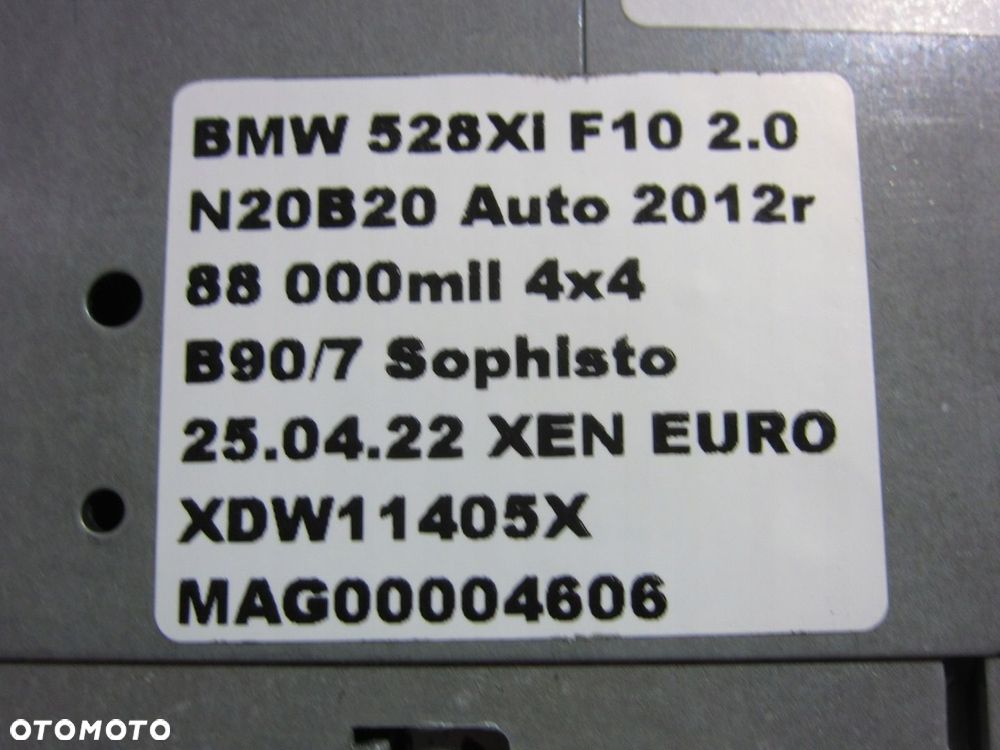 BMW 528XI F10 2.0
N20B20 Auto 2012r
88 000mil 4x4
B90/7 Sophisto
25.04.22 XEN EURO
XDW11405X
MAG00004606
OTOMOTO